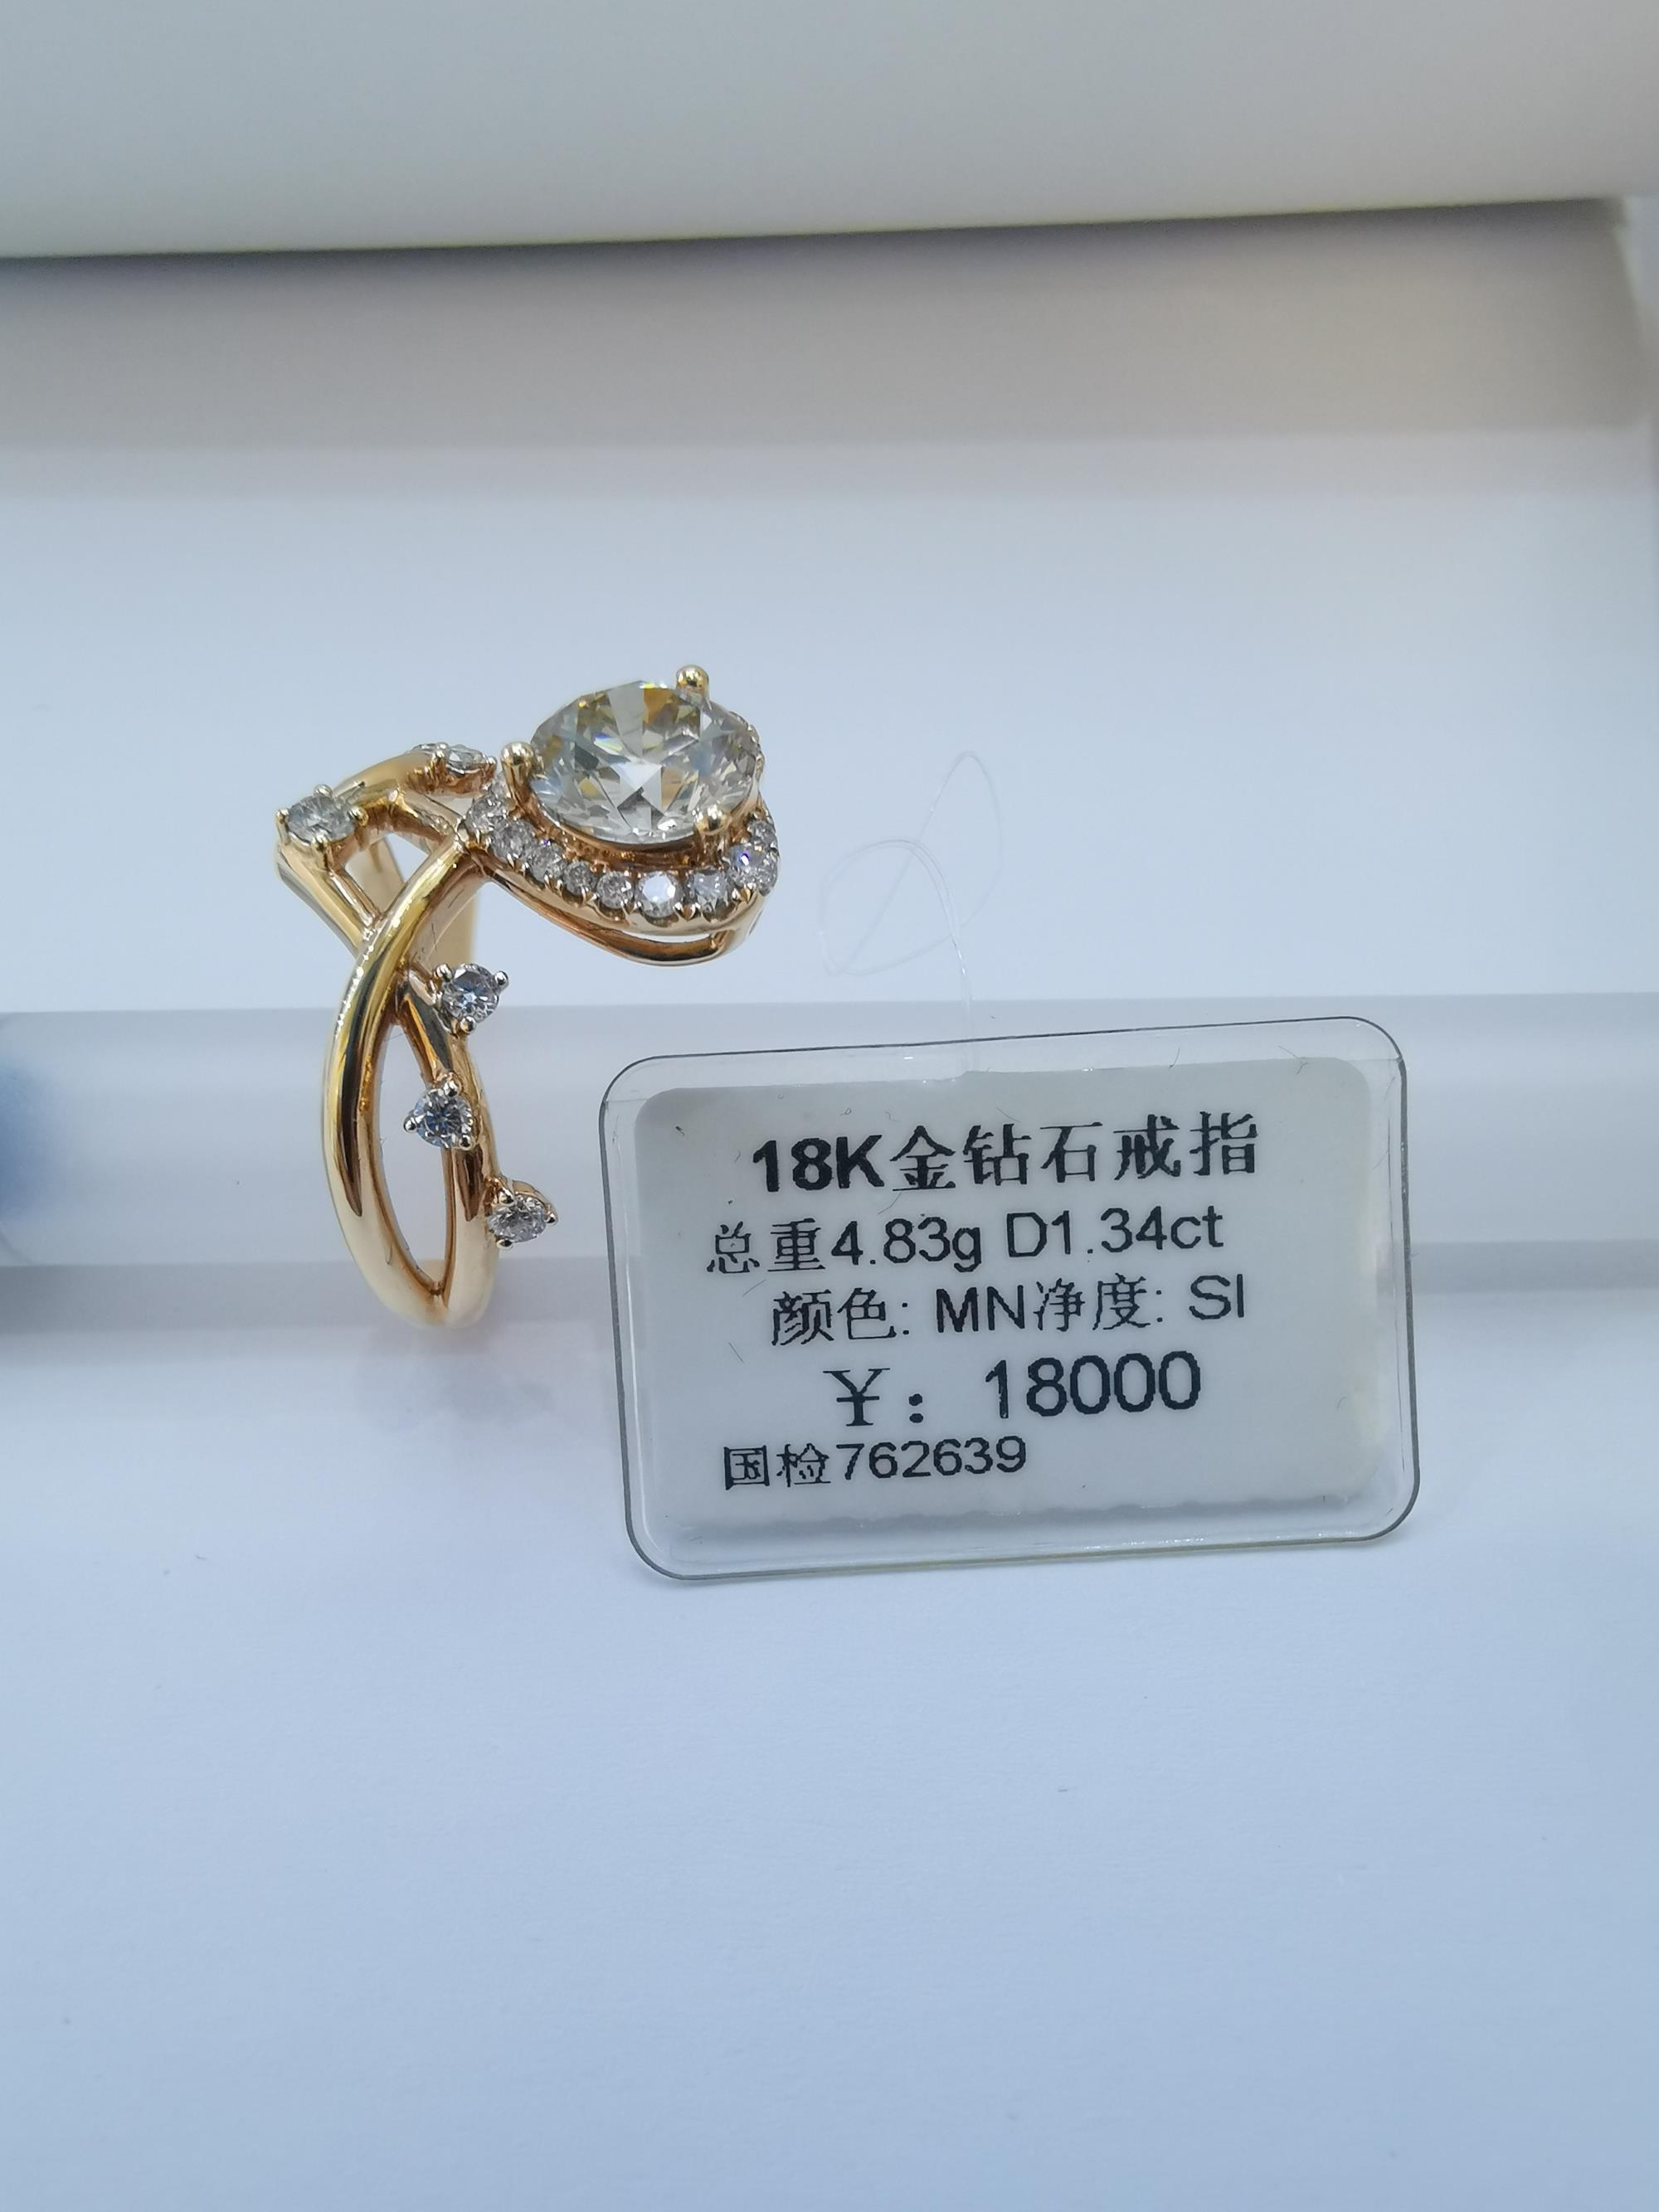 18K金钻石戒指
总重4.83g D1.34ct
颜色: MN净度: SI
￥：18000
国检762639